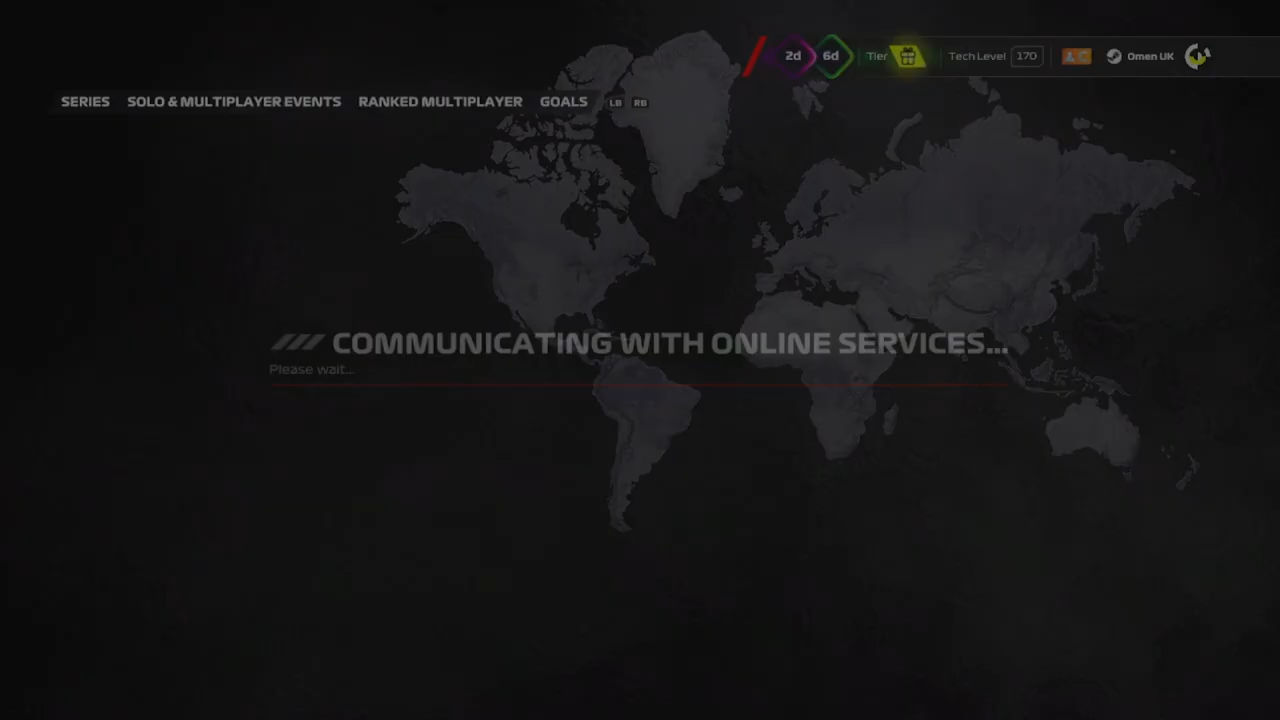 2d 6d Tier Tech Level 170 A C Omen UK
SERIES SOLO & MULTIPLAYER EVENTS RANKED MULTIPLAYER GOALS LB RB
COMMUNICATING WITH ONLINE SERVICES...
Please wait...